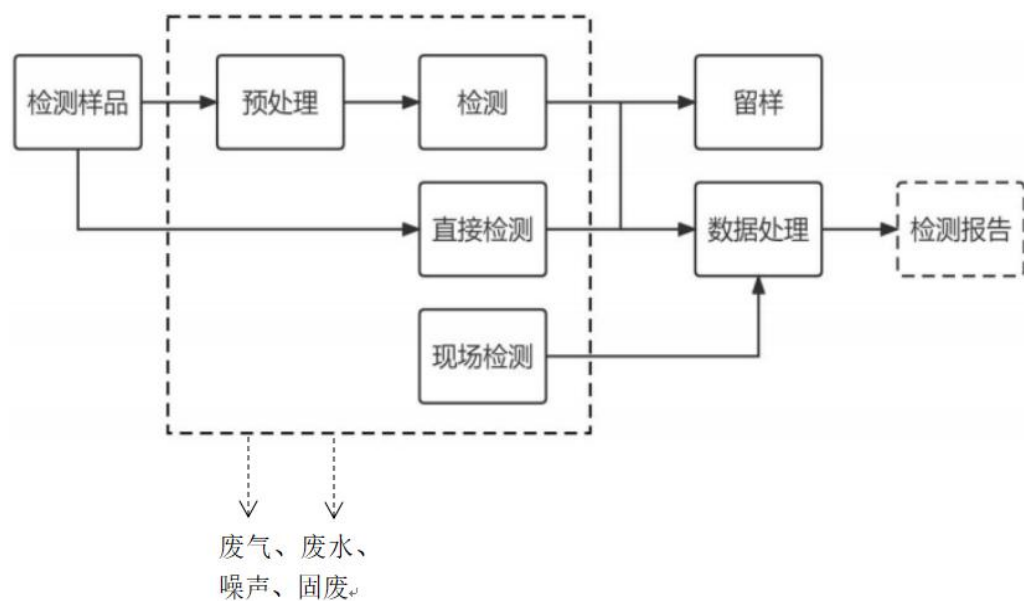 检测样品
预处理
检测
留样
直接检测
数据处理
检测报告
现场检测
废气、废水、
噪声、固废